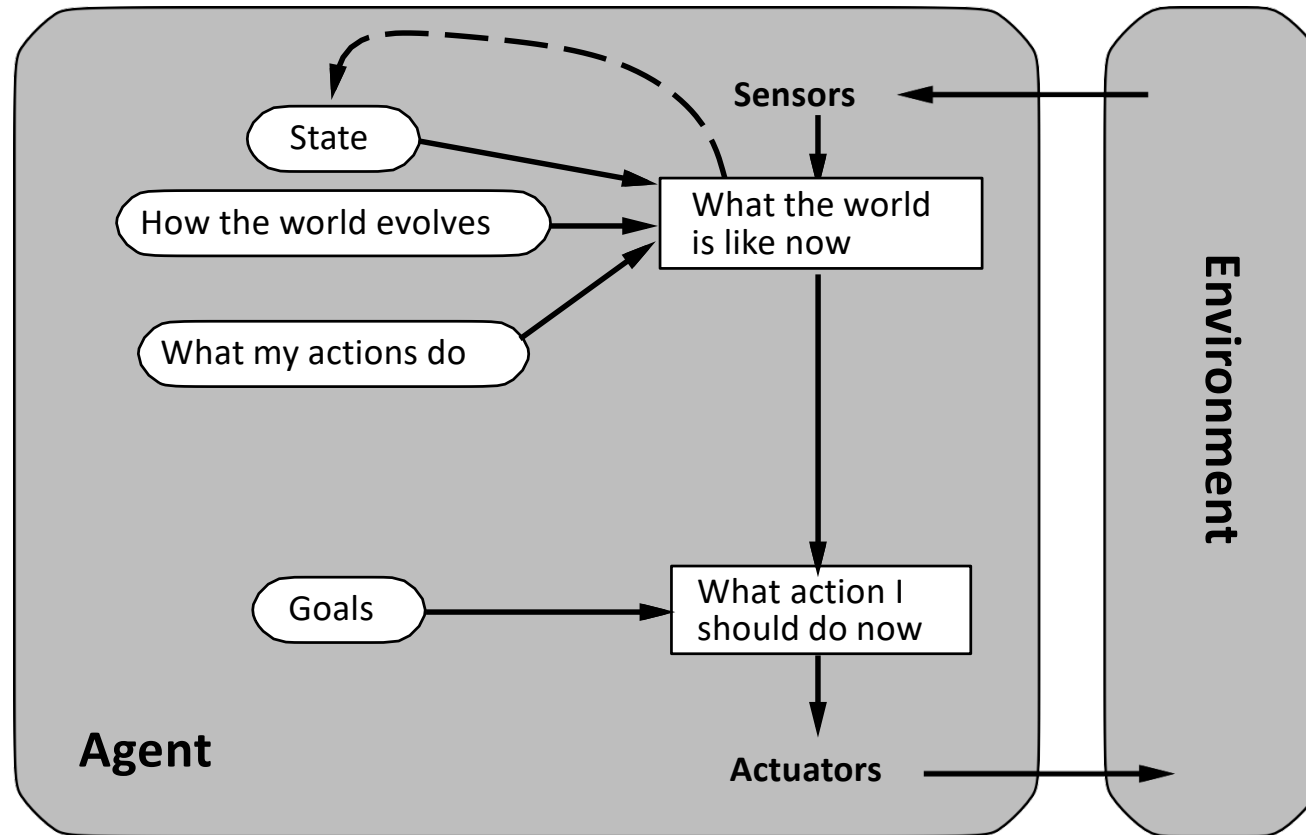 Sensors
State
What the world
is like now
How the world evolves
What my actions do
Environment
Goals
What action I
should do now
Agent
Actuators